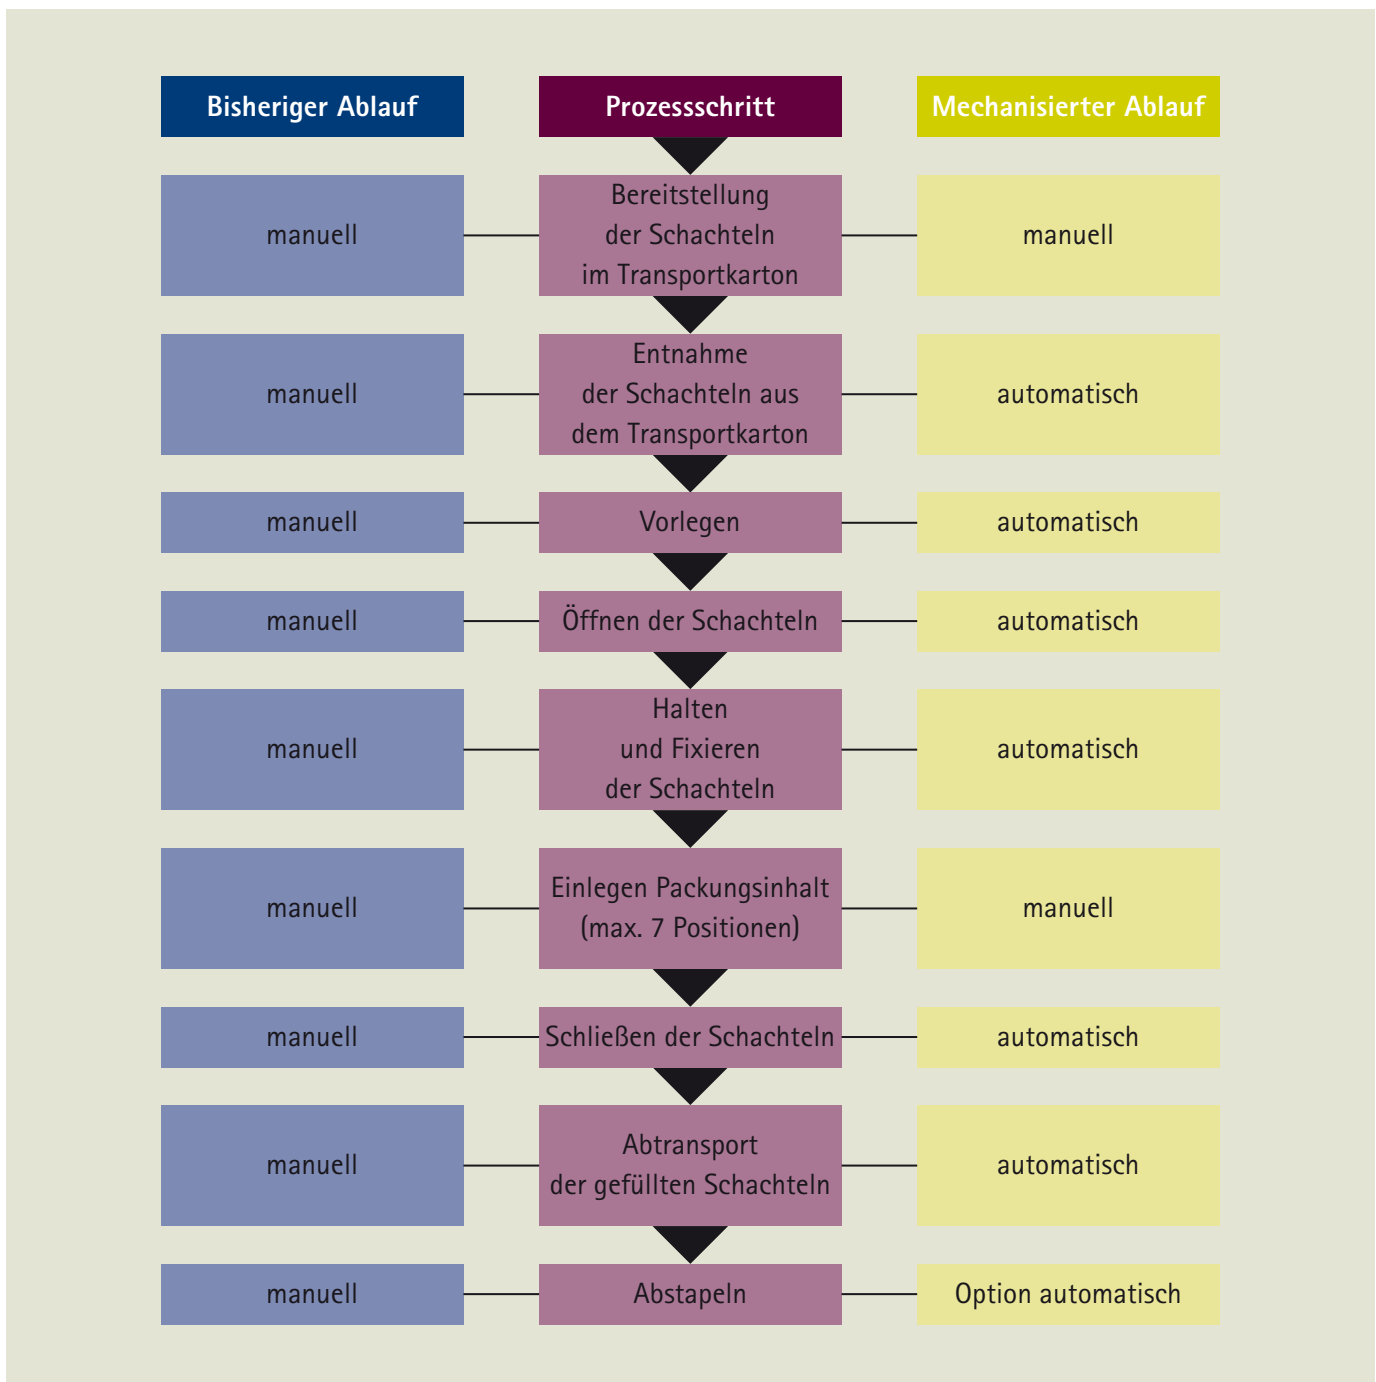 Bisheriger Ablauf
Prozessschritt
Mechanisierter Ablauf
manuell
Bereitstellung
der Schachteln
im Transportkarton
manuell
manuell
Entnahme
der Schachteln aus
dem Transportkarton
automatisch
manuell
Vorlegen
automatisch
manuell
Öffnen der Schachteln
automatisch
manuell
Halten
und Fixieren
der Schachteln
automatisch
manuell
Einlegen Packungsinhalt
(max. 7 Positionen)
manuell
manuell
Schließen der Schachteln
automatisch
manuell
Abtransport
der gefüllten Schachteln
automatisch
manuell
Abstapeln
Option automatisch